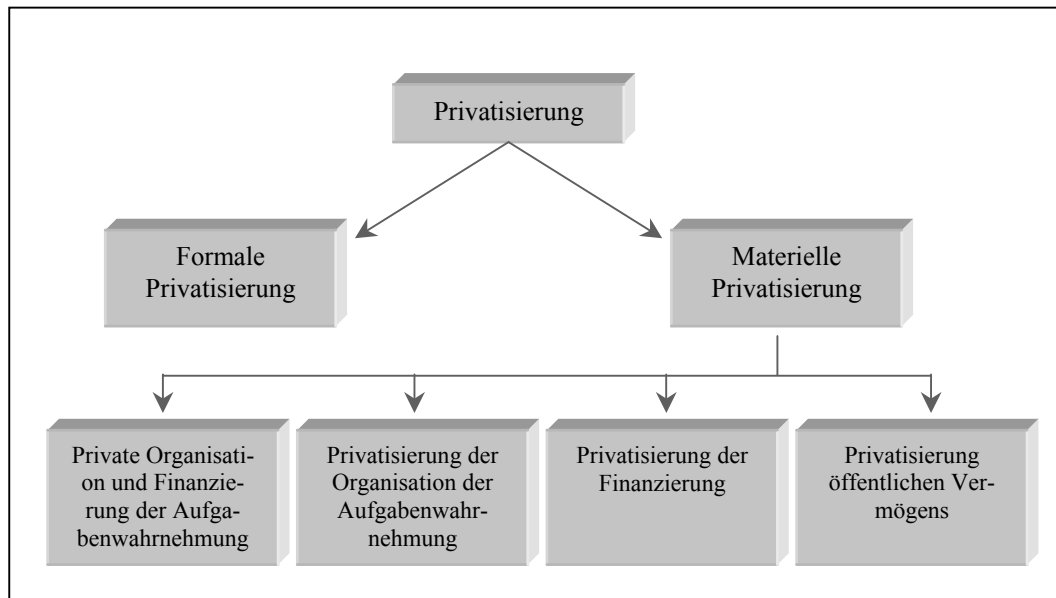 Privatisierung
Formale
Privatisierung
Materielle
Privatisierung
Private Organisati-
on und Finanzie-
rung der Aufga-
benwahrnehmung
Privatisierung der
Organisation der
Aufgabenwahr-
nehmung
Privatisierung der
Finanzierung
Privatisierung
öffentlichen Ver-
mögens